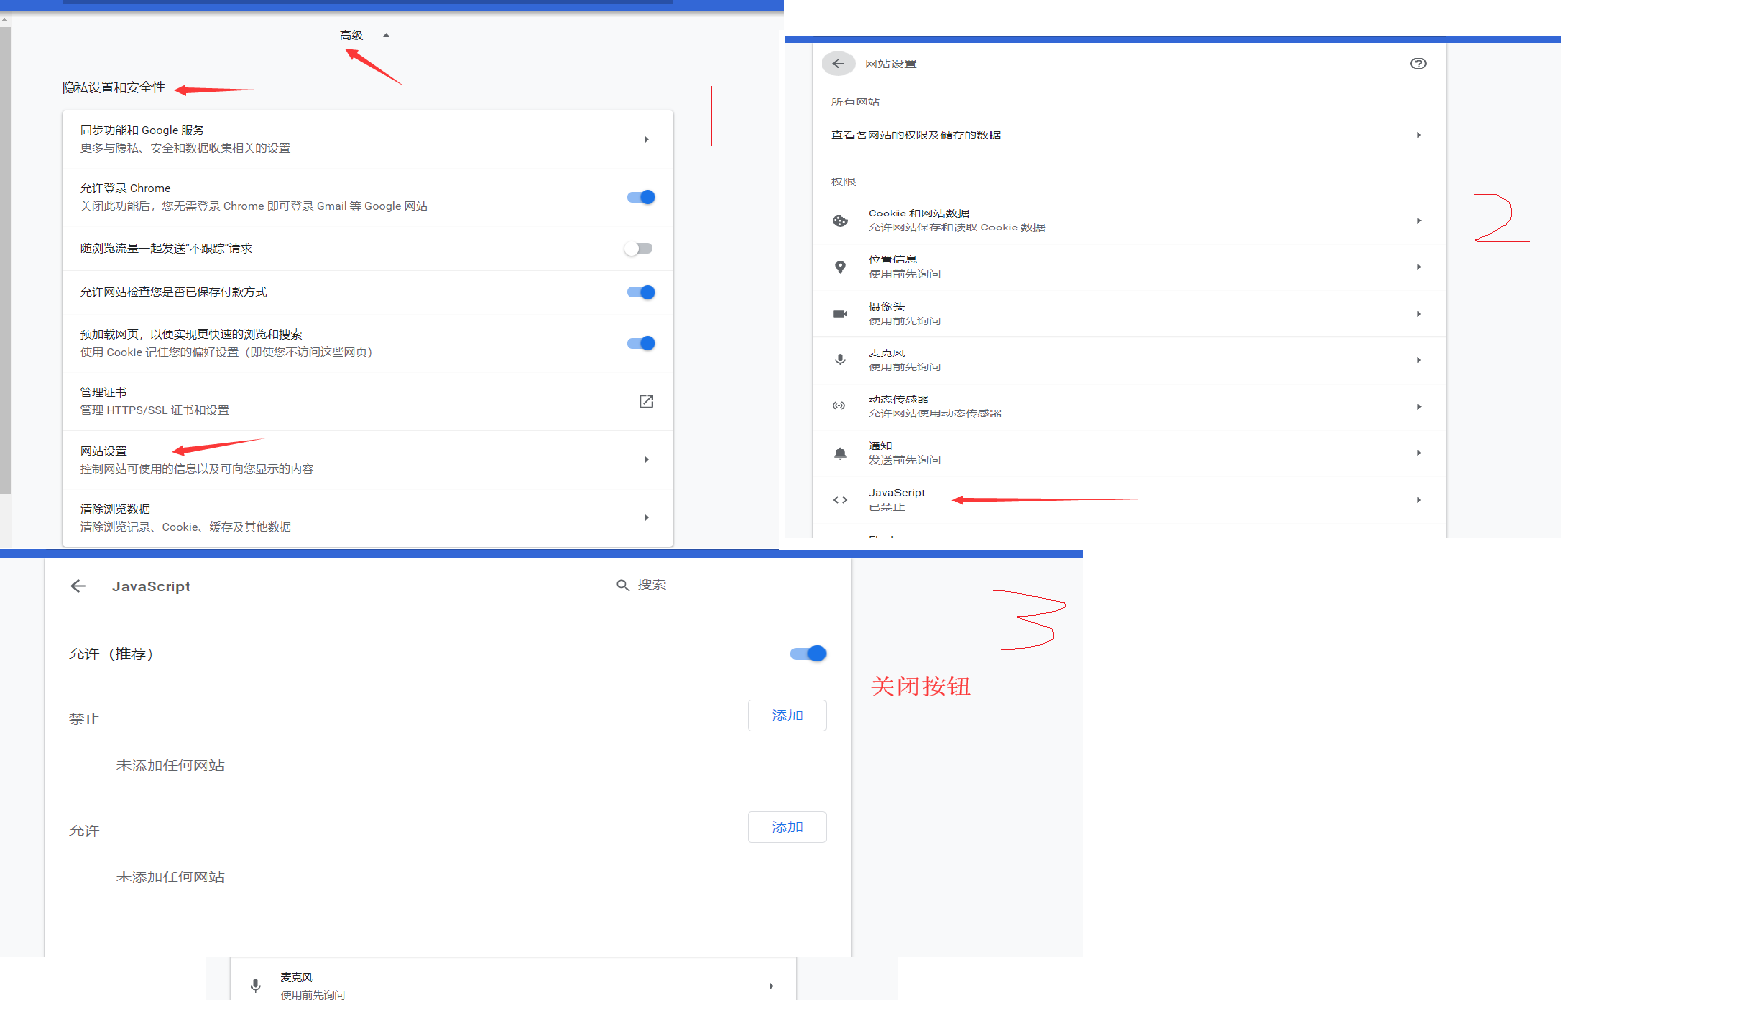 高级
隐私设置和安全性
同步功能和 Google 服务
更多与隐私、安全和数据收集相关的设置
允许登录 Chrome
关闭此功能后，您无需登录 Chrome 即可登录 Gmail 等 Google 网站
随浏览流量一起发送"不跟踪"请求
允许网站检查您是否已保存付款方式
预加载网页，以便实现更快速的浏览和搜索
使用 Cookie 记住您的偏好设置（即使您不访问这些网页）
管理证书
管理 HTTPS/SSL 证书和设置
网站设置
控制网站可使用的信息以及可向您显示的内容
清除浏览数据
清除浏览记录、Cookie、缓存及其他数据
网站设置
所有网站
查看各网站的权限及储存的数据
权限
Cookie 和网站数据
允许网站保存和读取 Cookie 数据
位置信息
使用前先询问
摄像头
使用前先询问
麦克风
使用前先询问
动态传感器
允许网站使用动态传感器
通知
发送前先询问
JavaScript
已禁止
2
JavaScript
搜索
允许（推荐）
禁止
添加
未添加任何网站
允许
添加
未添加任何网站
3
关闭按钮
麦克风
使用前先询问